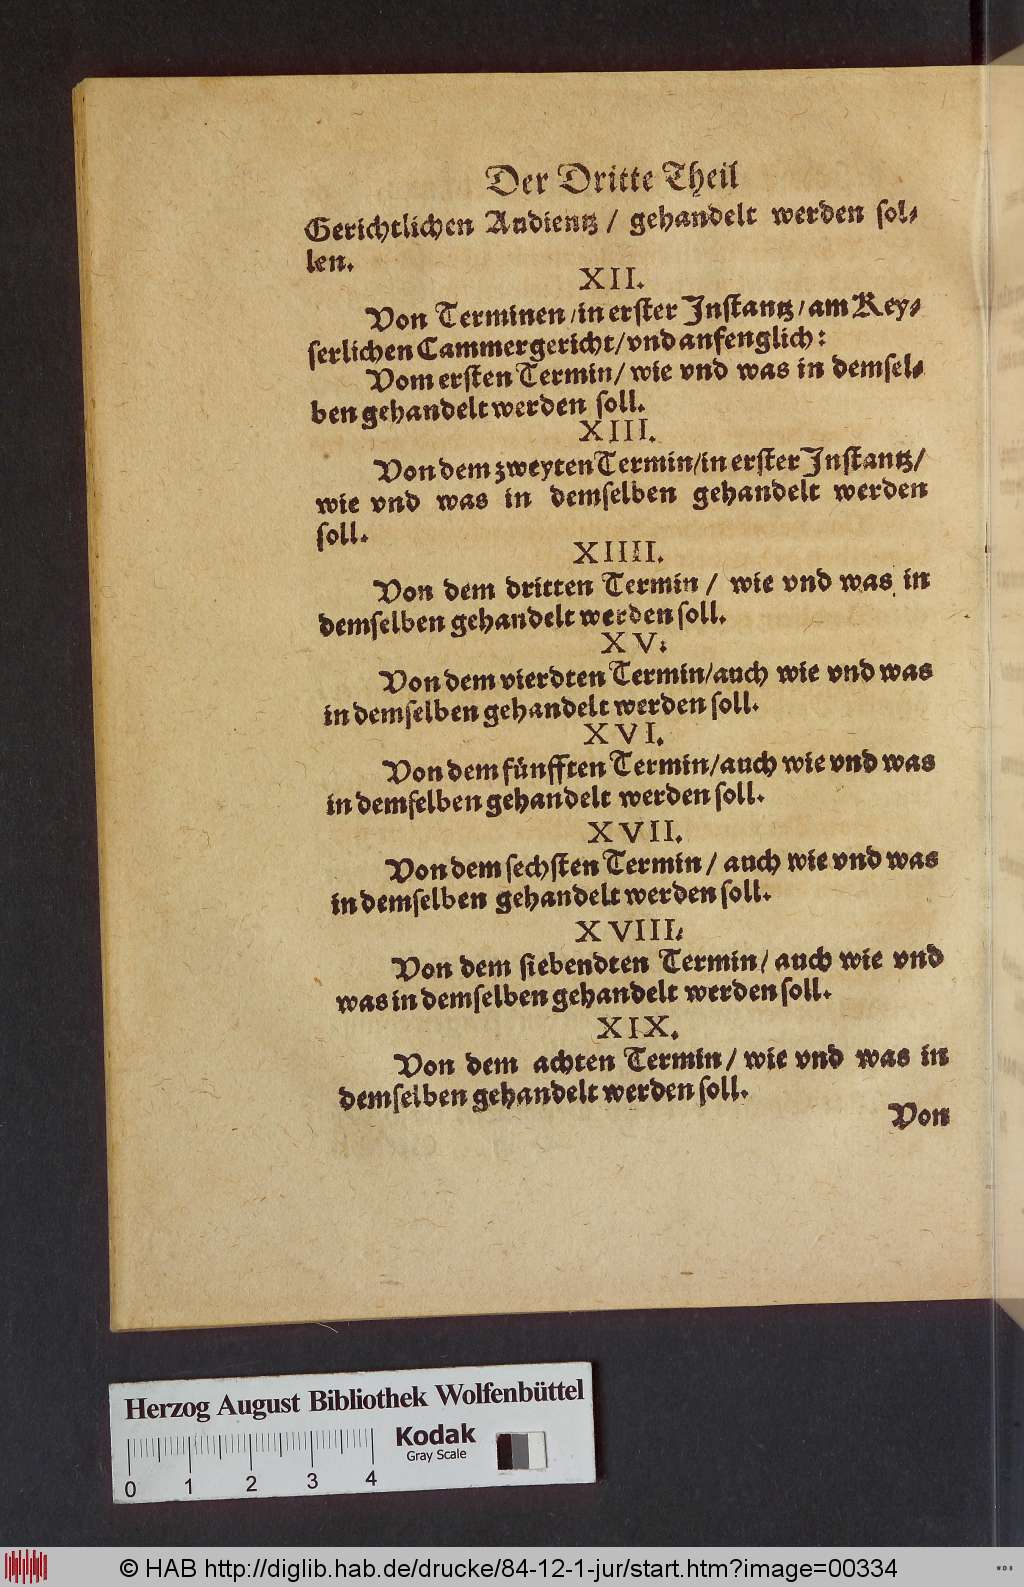 Der Dritte Theil
Gerichtlichen Audientz / gehandelt werden sol⸗
len.
XII.
Von Terminen / in erster Instantz / am Key⸗
serlichen Cammergericht / vnd anfenglich:
Vom ersten Termin / wie vnd was in demsel⸗
ben gehandelt werden soll.
XIII.
Von dem zweyten Termin / in erster Instantz /
wie vnd was in demselben gehandelt werden
soll.
XIIII.
Von dem dritten Termin / wie vnd was in
demselben gehandelt werden soll.
XV.
Von dem vierdten Termin / auch wie vnd was
in demselben gehandelt werden soll.
XVI.
Von dem fünfften Termin / auch wie vnd was
in demselben gehandelt werden soll.
XVII.
Von dem sechsten Termin / auch wie vnd was
in demselben gehandelt werden soll.
XVIII.
Von dem siebendten Termin / auch wie vnd
was in demselben gehandelt werden soll.
XIX.
Von dem achten Termin / wie vnd was in
demselben gehandelt werden soll.
Von
Herzog August Bibliothek Wolfenbüttel
Kodak
Gray Scale
0 1 2 3 4
© HAB http://diglib.hab.de/drucke/84-12-1-jur/start.htm?image=00334